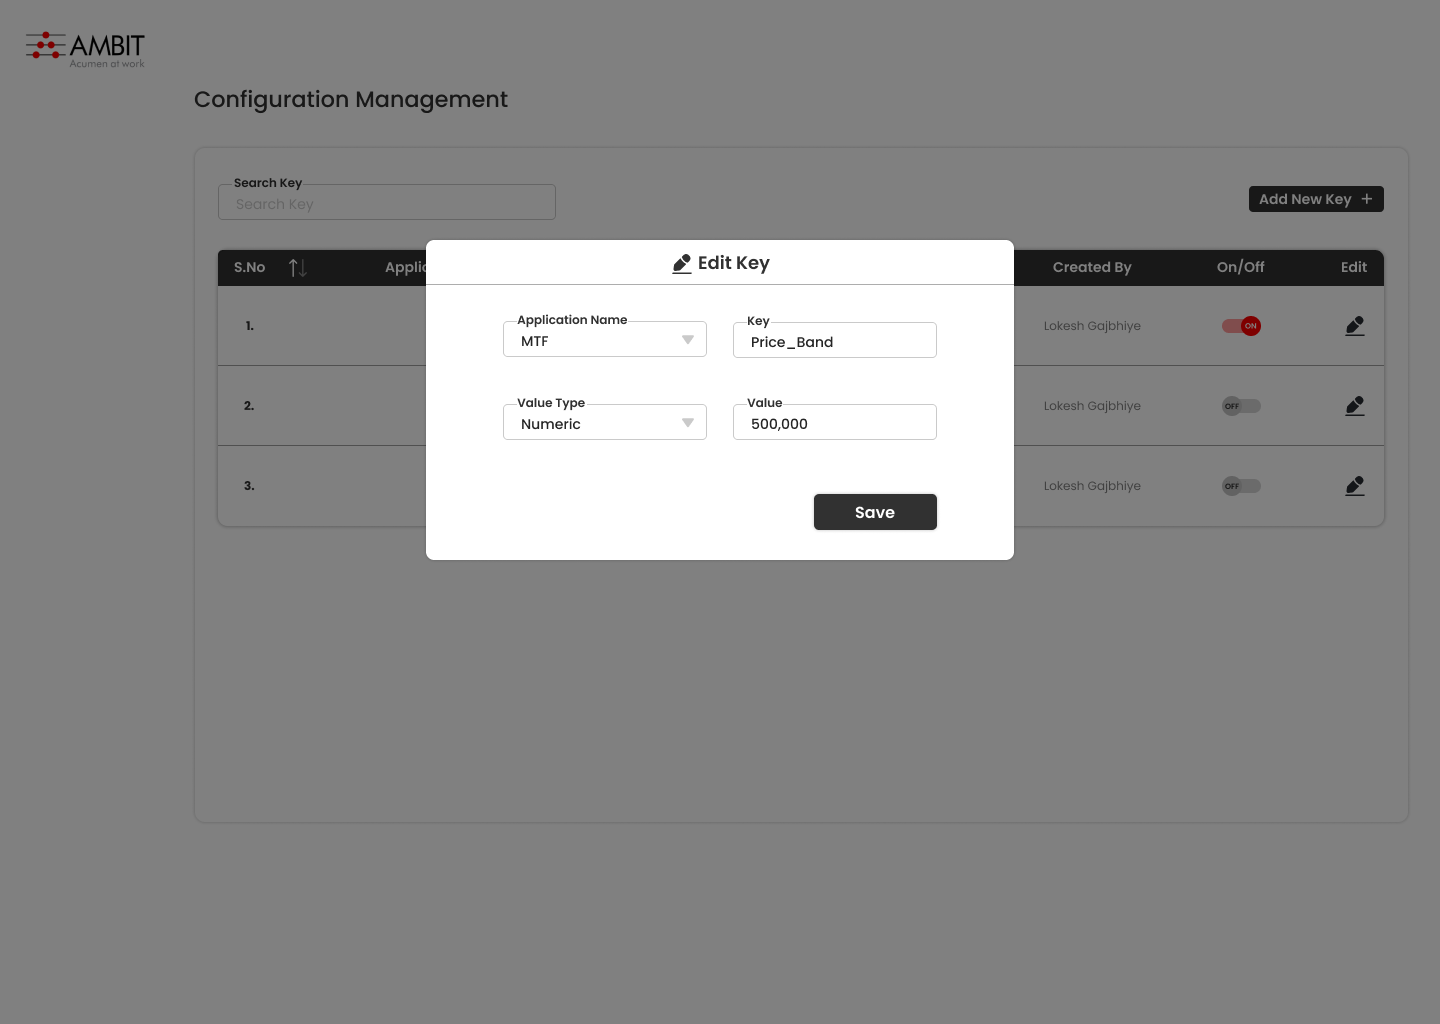 AMBIT
Acumen at work
Configuration Management
Search Key
Search Key
Add New Key +
S.No
Created By
On/Off
Edit
Edit Key
1.
Lokesh Gajbhiye
ON
Application Name
MTF
Key
Price_Band
2.
Lokesh Gajbhiye
OFF
Value Type
Numeric
Value
500,000
3.
Lokesh Gajbhiye
OFF
Save